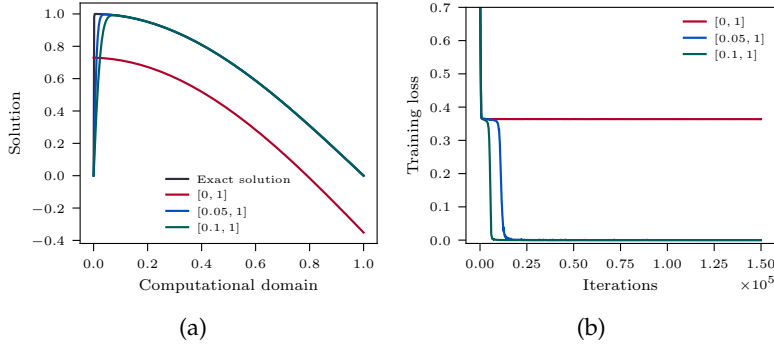 1.0
0.8
0.6
0.4
0.2
0.0
−0.2
−0.4
Solution
Exact solution
[0, 1]
[0.05, 1]
[0.1, 1]
0.0 0.2 0.4 0.6 0.8 1.0
Computational domain
(a)
0.7
0.6
0.5
0.4
0.3
0.2
0.1
0.0
Training loss
[0, 1]
[0.05, 1]
[0.1, 1]
0.00 0.25 0.50 0.75 1.00 1.25 1.50
Iterations ×10⁵
(b)